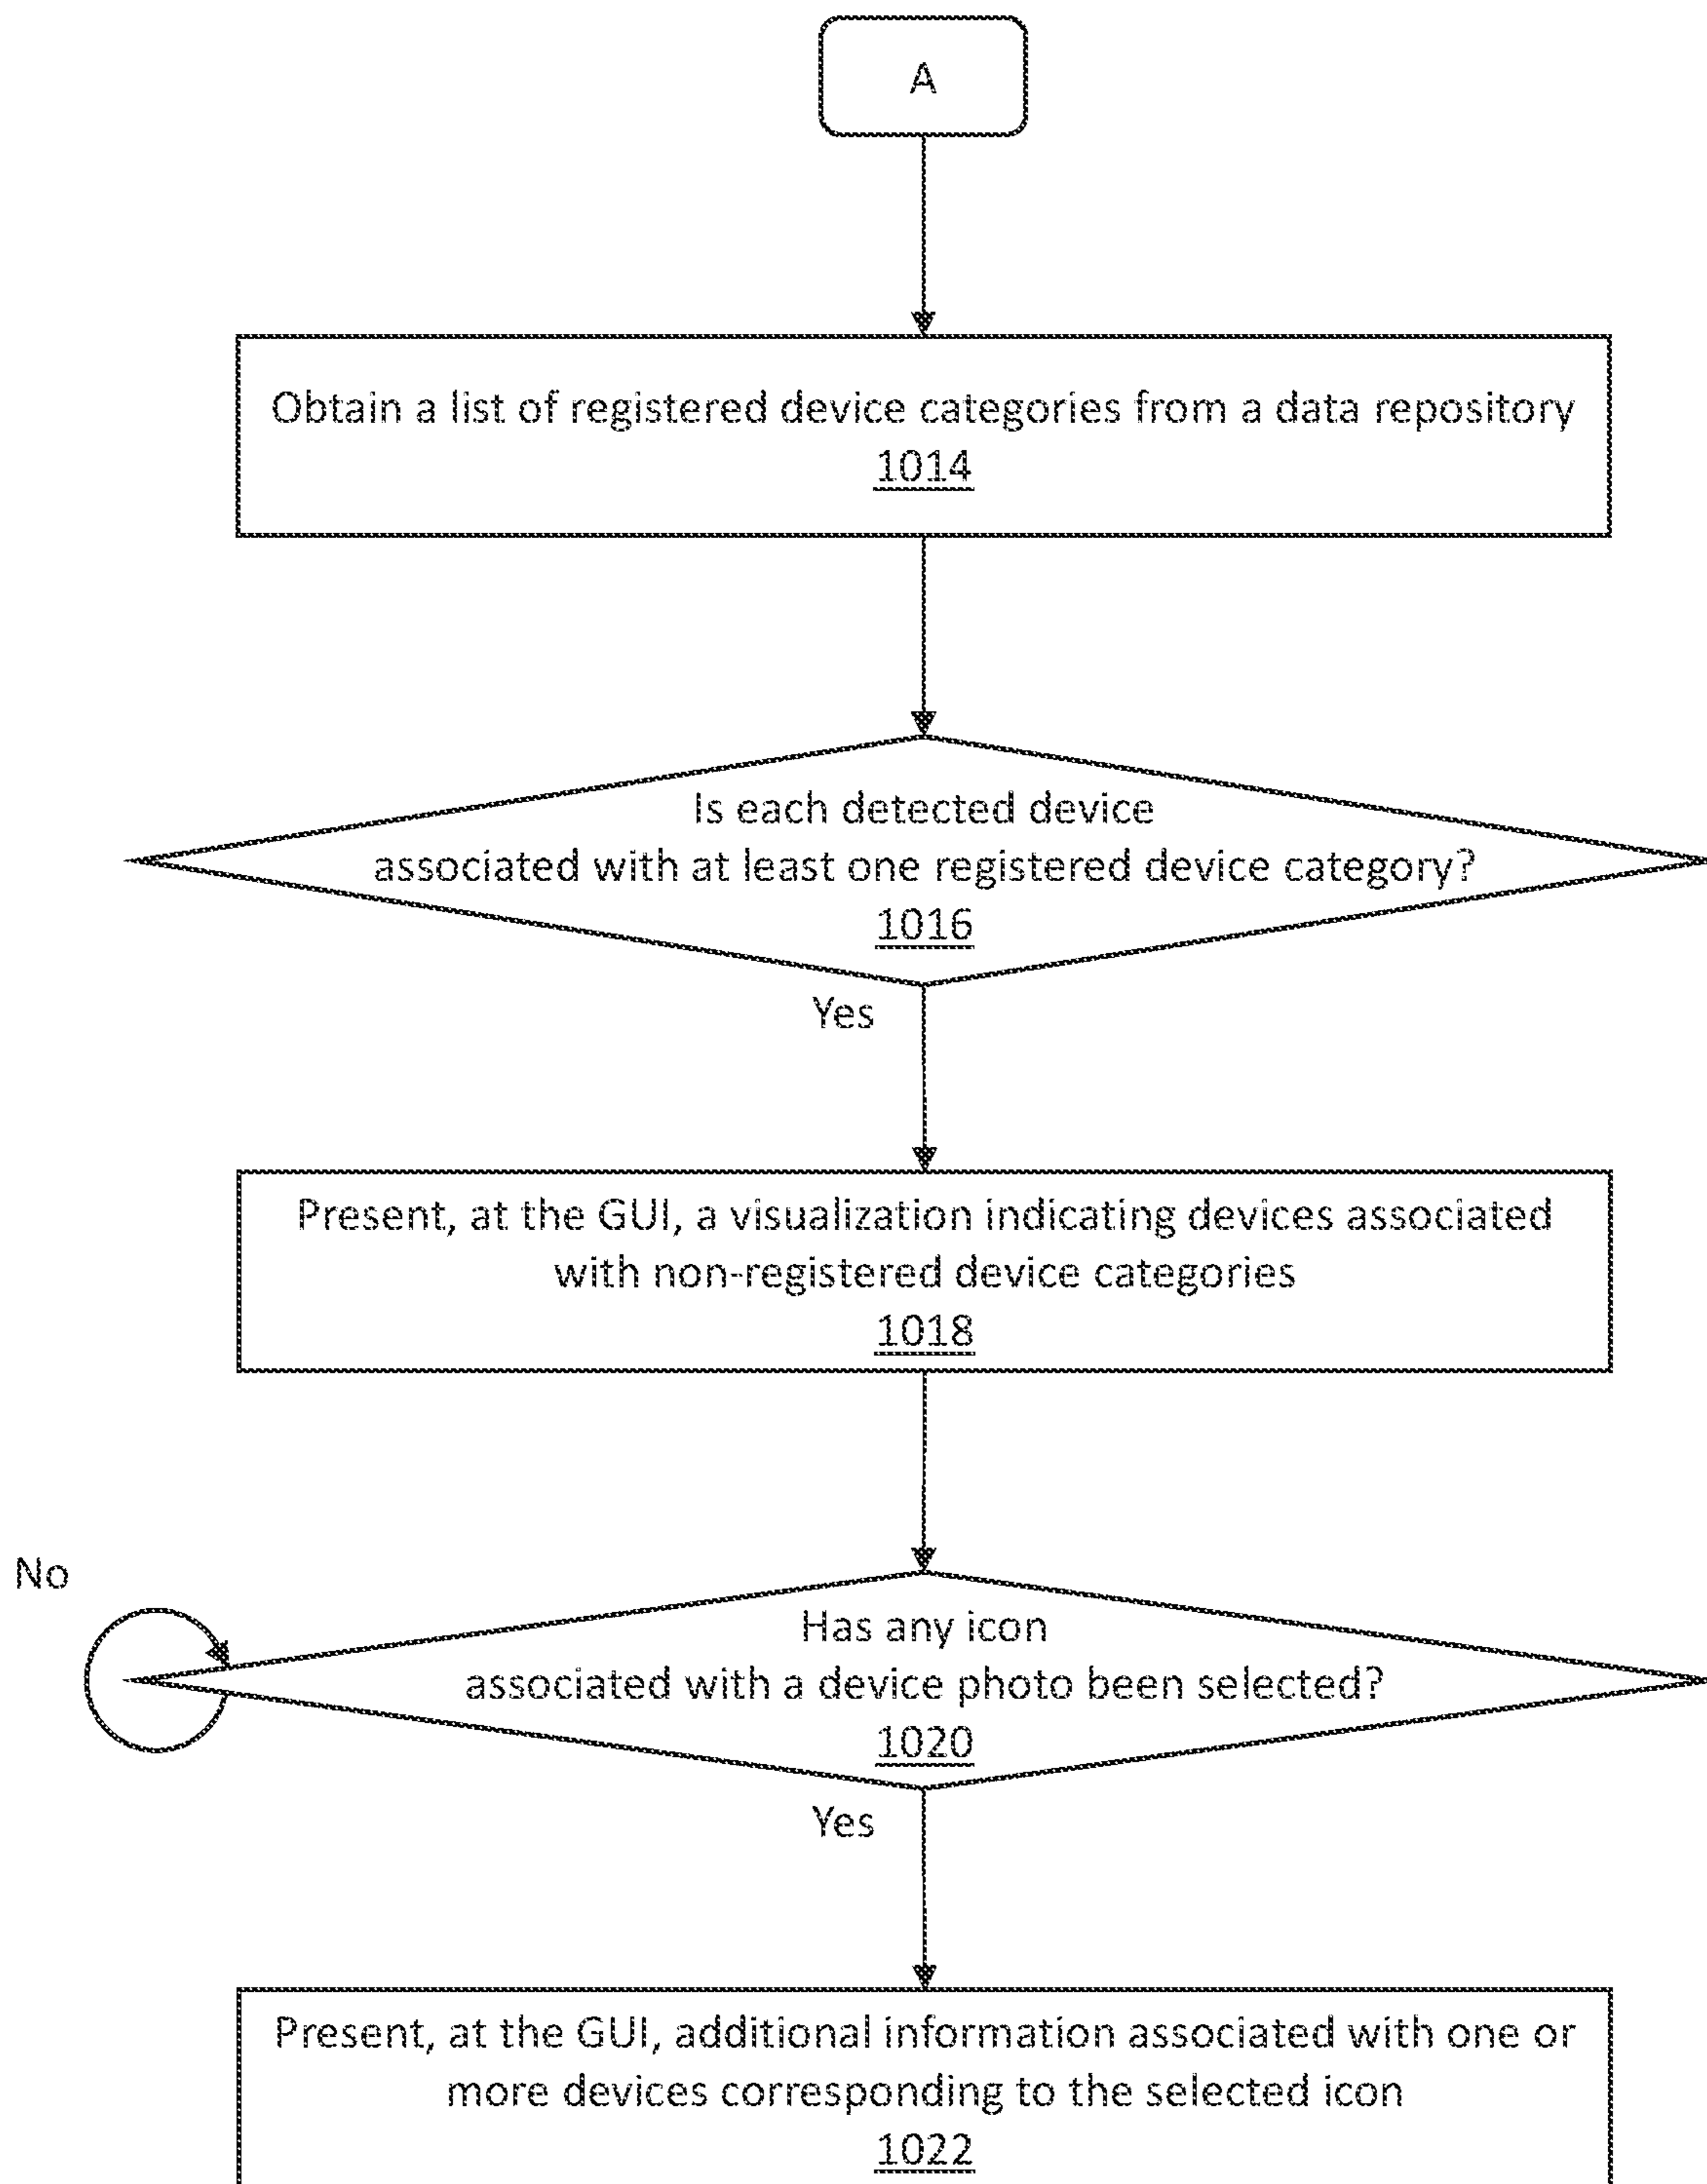 A
Obtain a list of registered device categories from a data repository
1014
Is each detected device
associated with at least one registered device category?
1016
Yes
Present, at the GUI, a visualization indicating devices associated
with non-registered device categories
1018
No
Has any icon
associated with a device photo been selected?
1020
Yes
Present, at the GUI, additional information associated with one or
more devices corresponding to the selected icon
1022